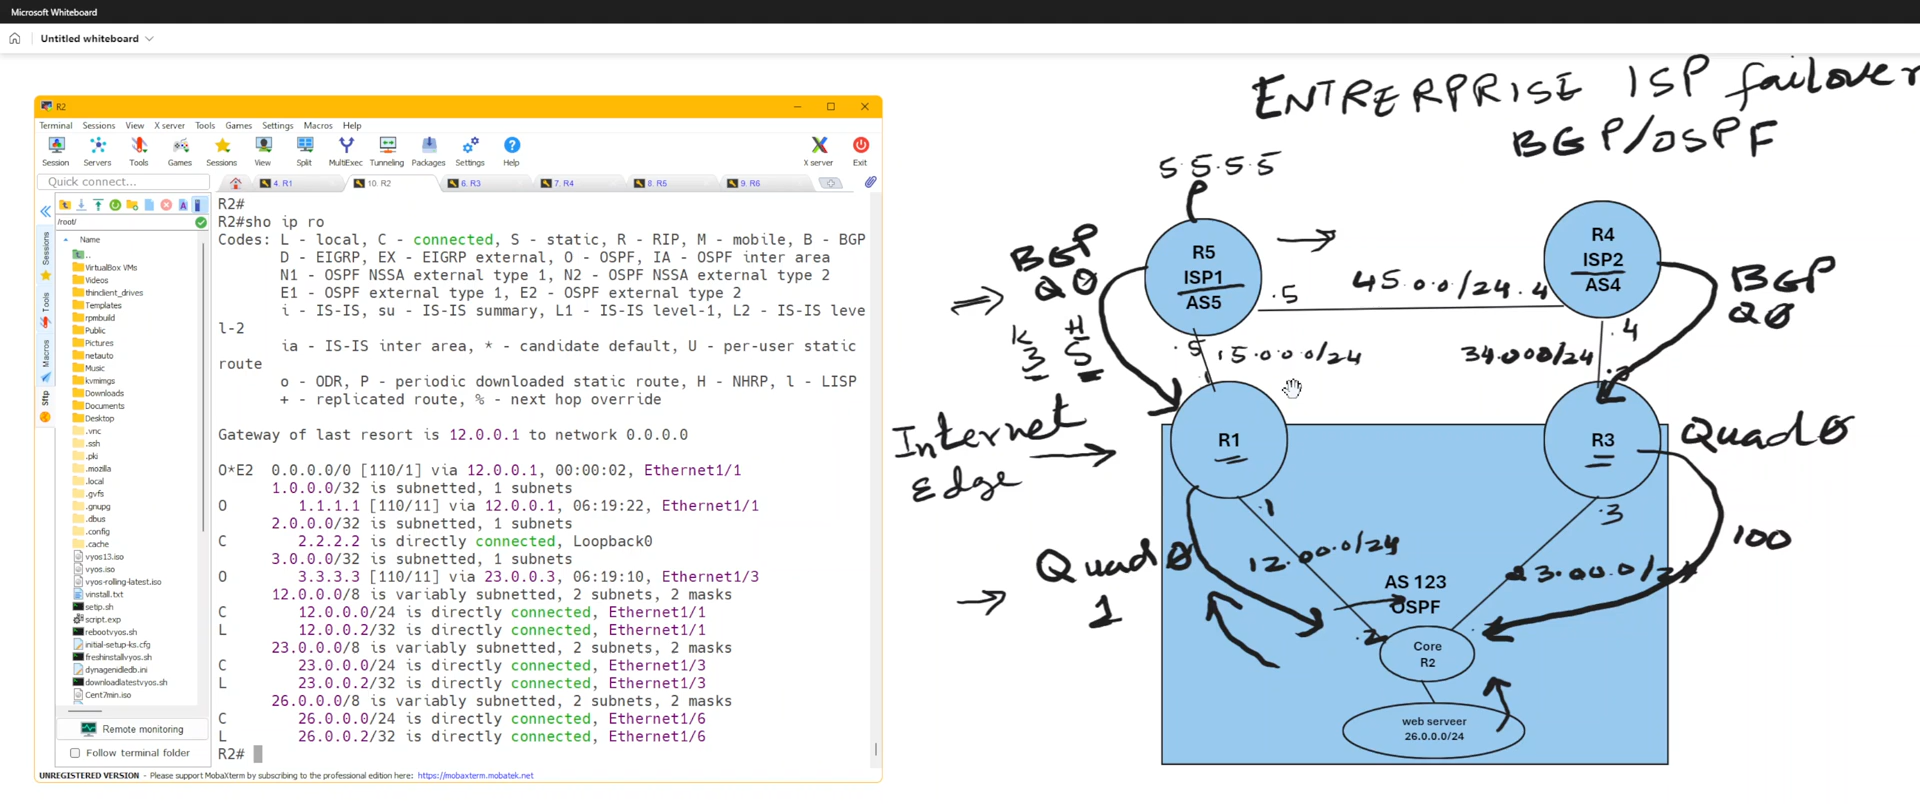 Microsoft Whiteboard
Untitled whiteboard
R2
Terminal Sessions View X server Tools Games Settings Macros Help
Session Servers Tools Games Sessions View Split MultiExec Tunneling Packages Settings Help X server Exit
Quick connect...
4. R1 10. R2 6. R3 7. R4 8. R5 9. R6
/root/
Name
..
VirtualBox VMs
Videos
thinclient_drives
Templates
rpmbuild
Public
Pictures
netauto
Music
kvmimgs
Downloads
Documents
Desktop
.vnc
.ssh
.pki
.mozilla
.local
.gvfs
.gnupg
.dbus
.config
.cache
vyos13.iso
vyos.iso
vyos-rolling-latest.iso
vinstall.txt
setip.sh
script.exp
rebootvyos.sh
initial-setup-ks.cfg
freshinstallvyos.sh
dynagenidledb.ini
downloadlatestvyos.sh
Cent7min.iso
Sessions
Tools
Macros
Sftp
Remote monitoring
Follow terminal folder
R2#
R2#sho ip ro
Codes: L - local, C - connected, S - static, R - RIP, M - mobile, B - BGP
D - EIGRP, EX - EIGRP external, O - OSPF, IA - OSPF inter area
N1 - OSPF NSSA external type 1, N2 - OSPF NSSA external type 2
E1 - OSPF external type 1, E2 - OSPF external type 2
i - IS-IS, su - IS-IS summary, L1 - IS-IS level-1, L2 - IS-IS leve
l-2
ia - IS-IS inter area, * - candidate default, U - per-user static
route
o - ODR, P - periodic downloaded static route, H - NHRP, l - LISP
+ - replicated route, % - next hop override
Gateway of last resort is 12.0.0.1 to network 0.0.0.0
O*E2 0.0.0.0/0 [110/1] via 12.0.0.1, 00:00:02, Ethernet1/1
1.0.0.0/32 is subnetted, 1 subnets
O 1.1.1.1 [110/11] via 12.0.0.1, 06:19:22, Ethernet1/1
2.0.0.0/32 is subnetted, 1 subnets
C 2.2.2.2 is directly connected, Loopback0
3.0.0.0/32 is subnetted, 1 subnets
O 3.3.3.3 [110/11] via 23.0.0.3, 06:19:10, Ethernet1/3
12.0.0.0/8 is variably subnetted, 2 subnets, 2 masks
C 12.0.0.0/24 is directly connected, Ethernet1/1
L 12.0.0.2/32 is directly connected, Ethernet1/1
23.0.0.0/8 is variably subnetted, 2 subnets, 2 masks
C 23.0.0.0/24 is directly connected, Ethernet1/3
L 23.0.0.2/32 is directly connected, Ethernet1/3
26.0.0.0/8 is variably subnetted, 2 subnets, 2 masks
C 26.0.0.0/24 is directly connected, Ethernet1/6
L 26.0.0.2/32 is directly connected, Ethernet1/6
R2#
UNREGISTERED VERSION - Please support MobaXterm by subscribing to the professional edition here: https://mobaxterm.mobatek.net
ENTRERPRISE ISP failover
BGP/OSPF
5.5.5.5
R5
ISP1
AS5
R4
ISP2
AS4
BGP
Q0
BGP
Q0
.5
45.0.0/24
.4
.4
K H
3 5
.5
15.0.0.0/24
34.0.0.0/24
.1
Internet
Edge
R1
R3
Quad 0
.1
.3
12.0.0.0/24
23.0.0.0/24
100
Quad 0
1
AS 123
OSPF
.2
Core
R2
web serveer
26.0.0.0/24